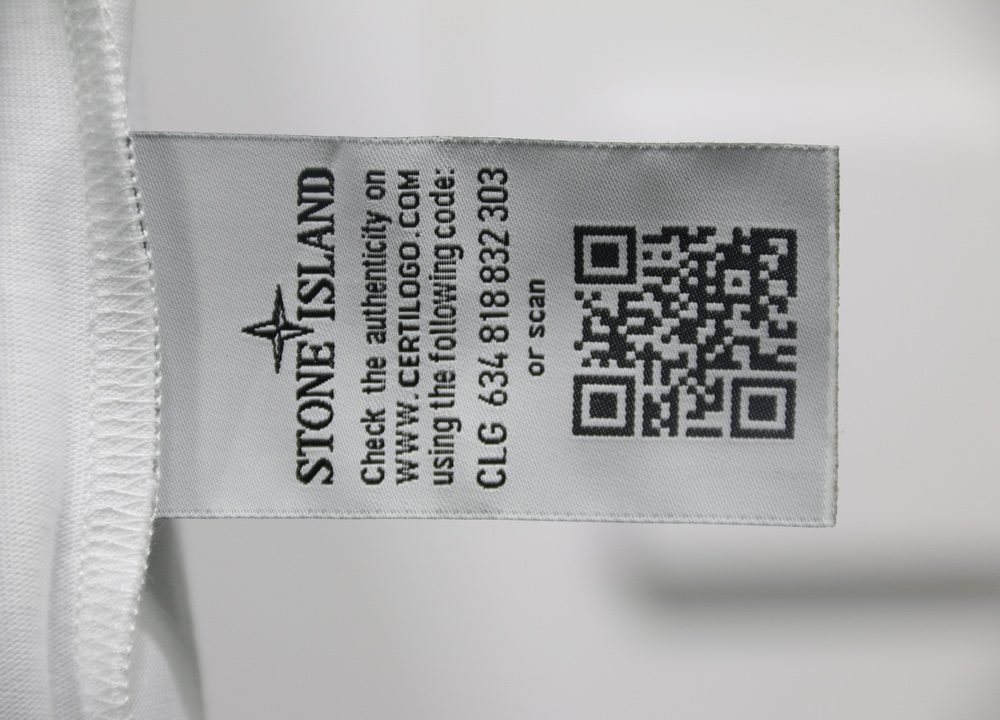 STONE ISLAND
Check the authenticity on
WWW.CERTILOGO.COM
using the following code:
CLG 634 818 832 303
or scan